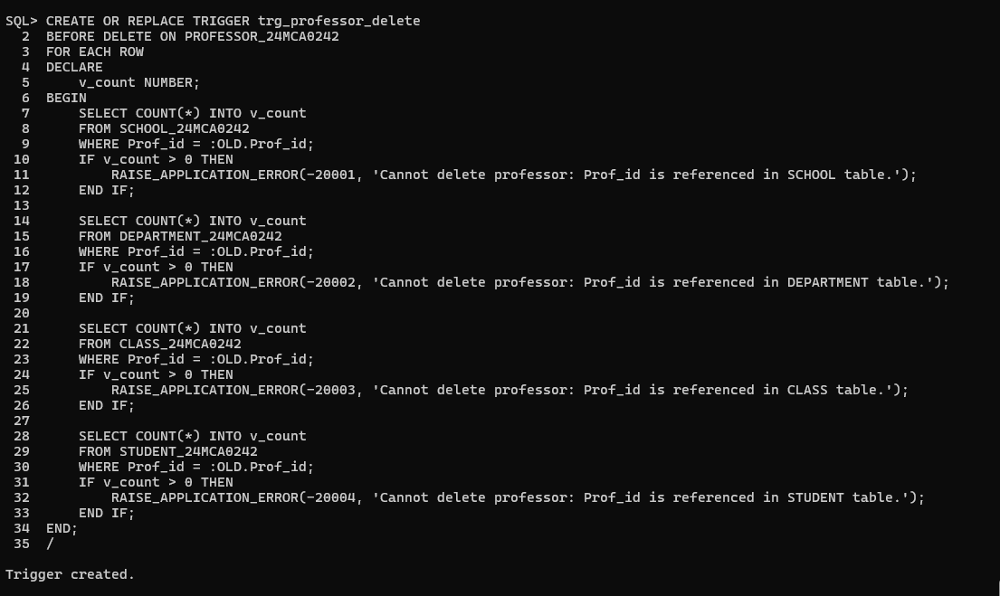 SQL> CREATE OR REPLACE TRIGGER trg_professor_delete
  2  BEFORE DELETE ON PROFESSOR_24MCA0242
  3  FOR EACH ROW
  4  DECLARE
  5      v_count NUMBER;
  6  BEGIN
  7      SELECT COUNT(*) INTO v_count
  8      FROM SCHOOL_24MCA0242
  9      WHERE Prof_id = :OLD.Prof_id;
 10      IF v_count > 0 THEN
 11          RAISE_APPLICATION_ERROR(-20001, 'Cannot delete professor: Prof_id is referenced in SCHOOL table.');
 12      END IF;
 13
 14      SELECT COUNT(*) INTO v_count
 15      FROM DEPARTMENT_24MCA0242
 16      WHERE Prof_id = :OLD.Prof_id;
 17      IF v_count > 0 THEN
 18          RAISE_APPLICATION_ERROR(-20002, 'Cannot delete professor: Prof_id is referenced in DEPARTMENT table.');
 19      END IF;
 20
 21      SELECT COUNT(*) INTO v_count
 22      FROM CLASS_24MCA0242
 23      WHERE Prof_id = :OLD.Prof_id;
 24      IF v_count > 0 THEN
 25          RAISE_APPLICATION_ERROR(-20003, 'Cannot delete professor: Prof_id is referenced in CLASS table.');
 26      END IF;
 27
 28      SELECT COUNT(*) INTO v_count
 29      FROM STUDENT_24MCA0242
 30      WHERE Prof_id = :OLD.Prof_id;
 31      IF v_count > 0 THEN
 32          RAISE_APPLICATION_ERROR(-20004, 'Cannot delete professor: Prof_id is referenced in STUDENT table.');
 33      END IF;
 34  END;
 35  /

Trigger created.